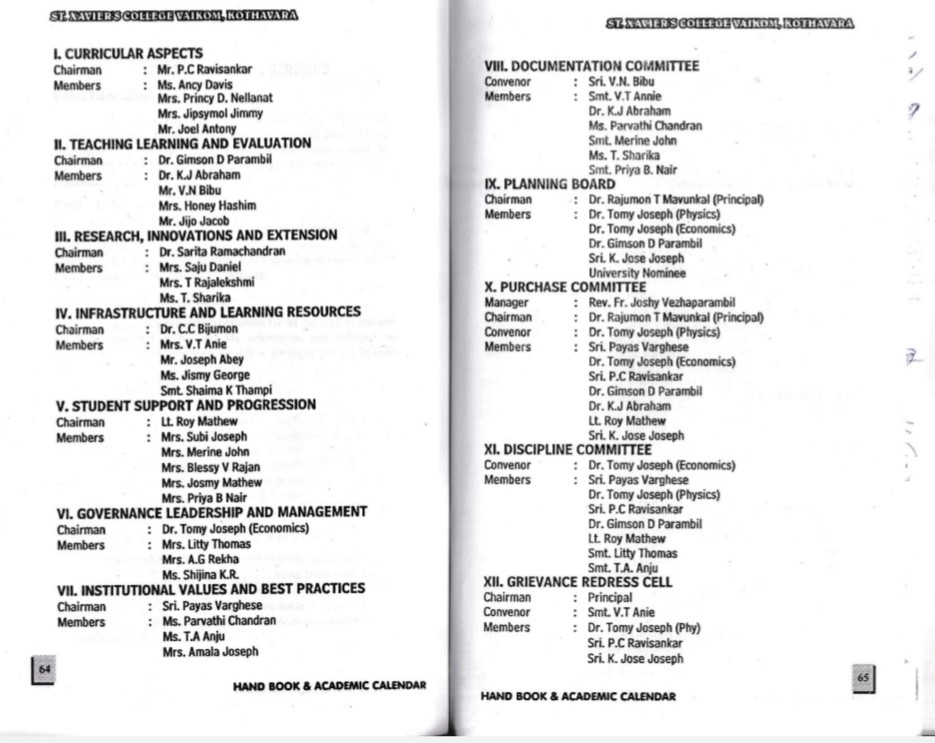 ST. XAVIER'S COLLEGE VAIKOM, KOTHAVARA
I. CURRICULAR ASPECTS
Chairman : Mr. P.C Ravisankar
Members : Ms. Ancy Davis
Mrs. Princy D. Nellanat
Mrs. Jipsymol Jimmy
Mr. Joel Antony
II. TEACHING LEARNING AND EVALUATION
Chairman : Dr. Gimson D Parambil
Members : Dr. K.J Abraham
Mr. V.N Bibu
Mrs. Honey Hashim
Mr. Jijo Jacob
III. RESEARCH, INNOVATIONS AND EXTENSION
Chairman : Dr. Sarita Ramachandran
Members : Mrs. Saju Daniel
Mrs. T Rajalekshmi
Ms. T. Sharika
IV. INFRASTRUCTURE AND LEARNING RESOURCES
Chairman : Dr. C.C Bijumon
Members : Mrs. V.T Anie
Mr. Joseph Abey
Ms. Jismy George
Smt. Shaima K Thampi
V. STUDENT SUPPORT AND PROGRESSION
Chairman : Lt. Roy Mathew
Members : Mrs. Subi Joseph
Mrs. Merine John
Mrs. Blessy V Rajan
Mrs. Josmy Mathew
Mrs. Priya B Nair
VI. GOVERNANCE LEADERSHIP AND MANAGEMENT
Chairman : Dr. Tomy Joseph (Economics)
Members : Mrs. Litty Thomas
Mrs. A.G Rekha
Ms. Shijina K.R.
VII. INSTITUTIONAL VALUES AND BEST PRACTICES
Chairman : Sri. Payas Varghese
Members : Ms. Parvathi Chandran
Ms. T.A Anju
Mrs. Amala Joseph
64
HAND BOOK & ACADEMIC CALENDAR
ST. XAVIER'S COLLEGE VAIKOM, KOTHAVARA
VIII. DOCUMENTATION COMMITTEE
Convenor : Sri. V.N. Bibu
Members : Smt. V.T Annie
Dr. K.J Abraham
Ms. Parvathi Chandran
Smt. Merine John
Ms. T. Sharika
Smt. Priya B. Nair
IX. PLANNING BOARD
Chairman : Dr. Rajumon T Mavunkal (Principal)
Members : Dr. Tomy Joseph (Physics)
Dr. Tomy Joseph (Economics)
Dr. Gimson D Parambil
Sri. K. Jose Joseph
University Nominee
X. PURCHASE COMMITTEE
Manager : Rev. Fr. Joshy Vezhaparambil
Chairman : Dr. Rajumon T Mavunkal (Principal)
Convenor : Dr. Tomy Joseph (Physics)
Members : Sri. Payas Varghese
Dr. Tomy Joseph (Economics)
Sri. P.C Ravisankar
Dr. Gimson D Parambil
Dr. K.J Abraham
Lt. Roy Mathew
Sri. K. Jose Joseph
XI. DISCIPLINE COMMITTEE
Convenor : Dr. Tomy Joseph (Economics)
Members : Sri. Payas Varghese
Dr. Tomy Joseph (Physics)
Sri. P.C Ravisankar
Dr. Gimson D Parambil
Lt. Roy Mathew
Smt. Litty Thomas
Smt. T.A. Anju
XII. GRIEVANCE REDRESS CELL
Chairman : Principal
Convenor : Smt. V.T Anie
Members : Dr. Tomy Joseph (Phy)
Sri. P.C Ravisankar
Sri. K. Jose Joseph
65
HAND BOOK & ACADEMIC CALENDAR